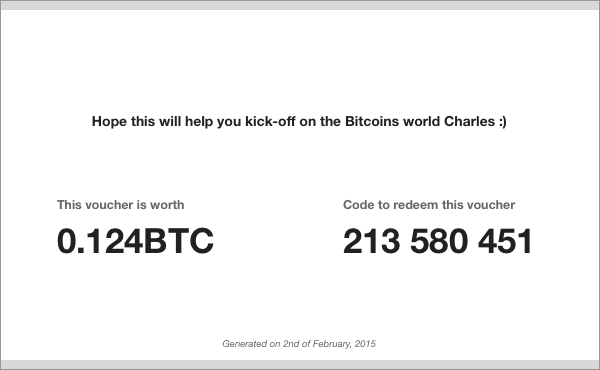 Hope this will help you kick-off on the Bitcoins world Charles :)
This voucher is worth
0.124BTC
Code to redeem this voucher
213 580 451
Generated on 2nd of February, 2015